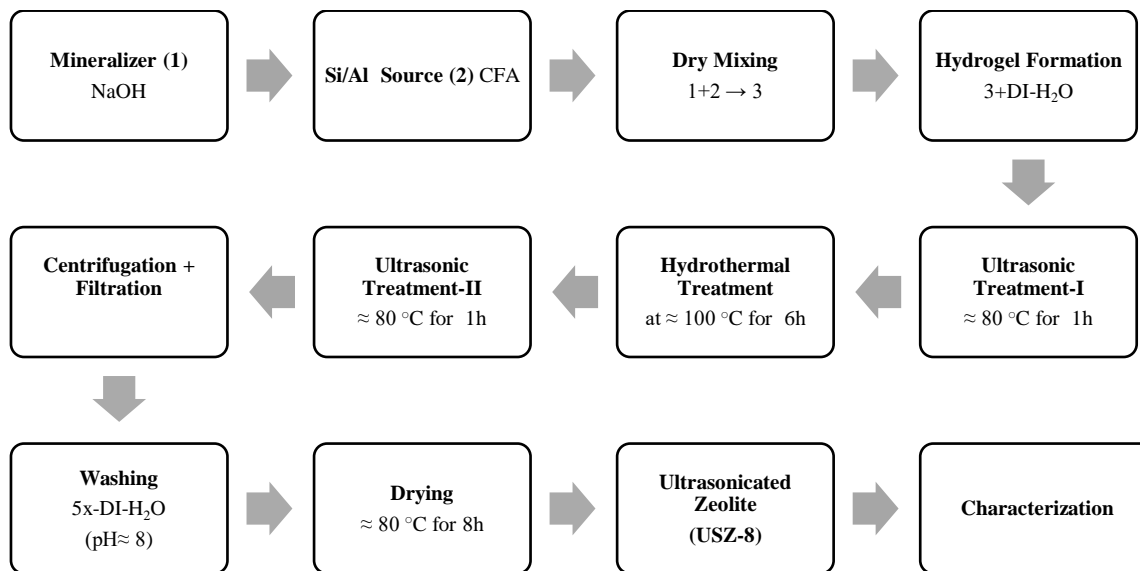 Mineralizer (1)
NaOH
Si/Al Source (2) CFA
Dry Mixing
1+2 → 3
Hydrogel Formation
3+DI-H₂O
Ultrasonic
Treatment-I
≈ 80 °C for 1h
Hydrothermal
Treatment
at ≈ 100 °C for 6h
Ultrasonic
Treatment-II
≈ 80 °C for 1h
Centrifugation +
Filtration
Washing
5x-DI-H₂O
(pH≈ 8)
Drying
≈ 80 °C for 8h
Ultrasonicated
Zeolite
(USZ-8)
Characterization